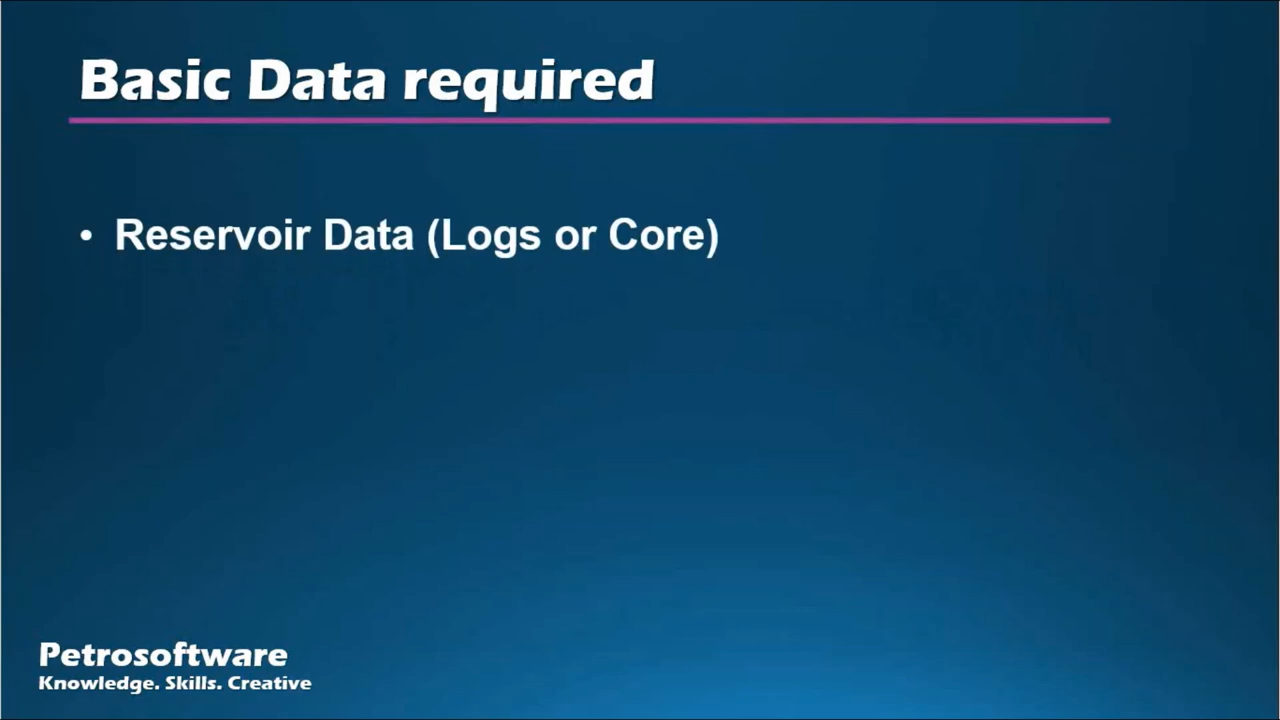 Basic Data required
• Reservoir Data (Logs or Core)
Petrosoftware
Knowledge. Skills. Creative